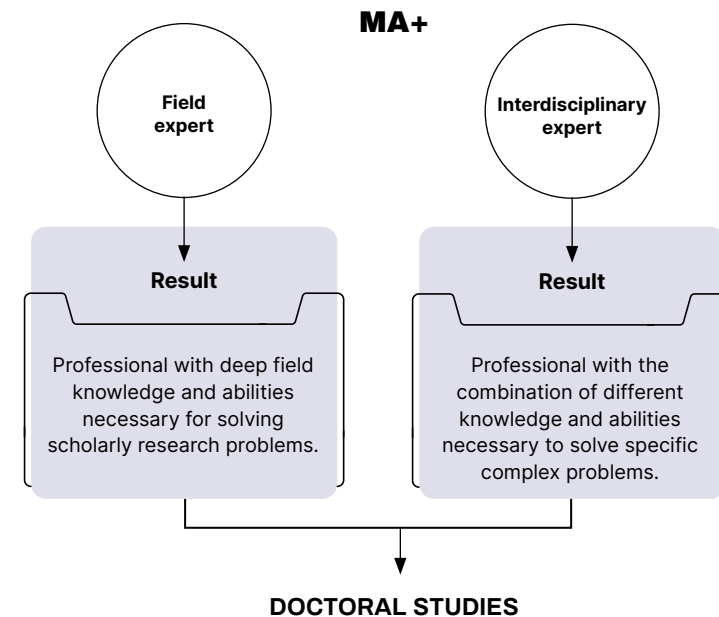 MA+
Field
expert
Interdisciplinary
expert
Result
Professional with deep field
knowledge and abilities
necessary for solving
scholarly research problems.
Result
Professional with the
combination of different
knowledge and abilities
necessary to solve specific
complex problems.
DOCTORAL STUDIES